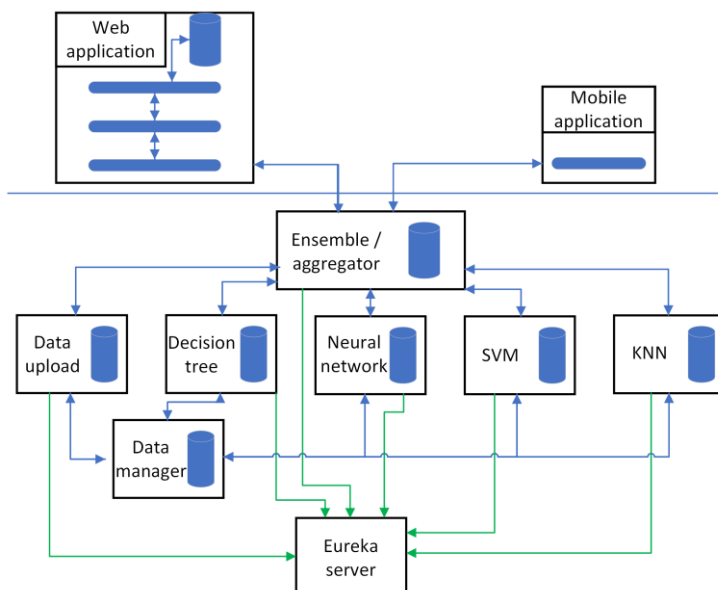 Web
application
Mobile
application
Ensemble /
aggregator
Data
upload
Decision
tree
Neural
network
SVM
KNN
Data
manager
Eureka
server